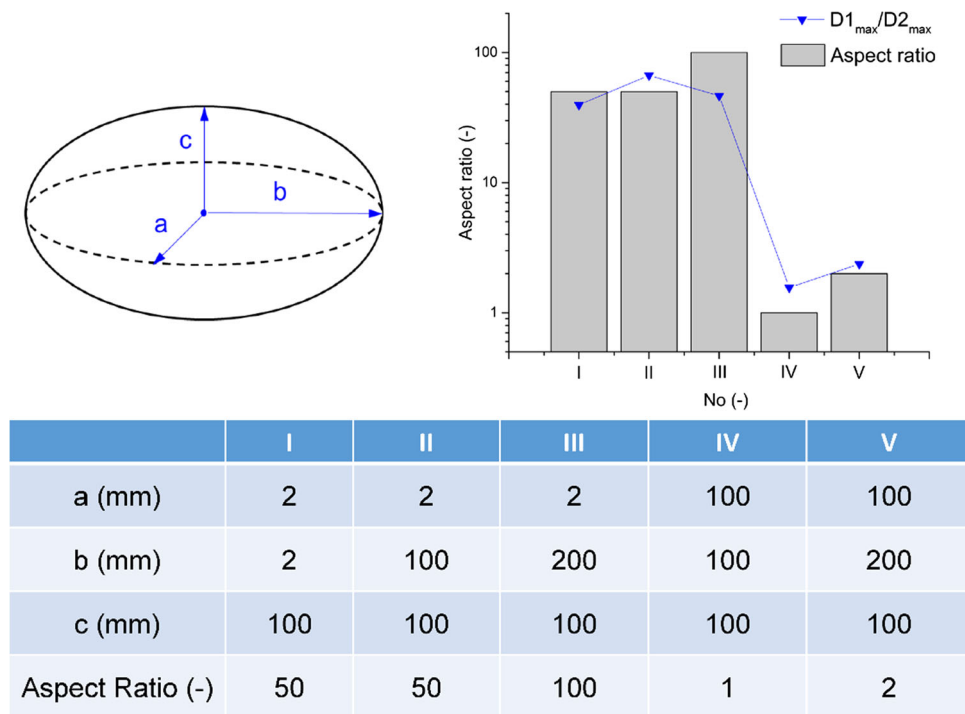 c
b
a
D1max/D2max
Aspect ratio
Aspect ratio (-)
100
10
1
I II III IV V
No (-)
I II III IV V
a (mm) 2 2 2 100 100
b (mm) 2 100 200 100 200
c (mm) 100 100 100 100 100
Aspect Ratio (-) 50 50 100 1 2